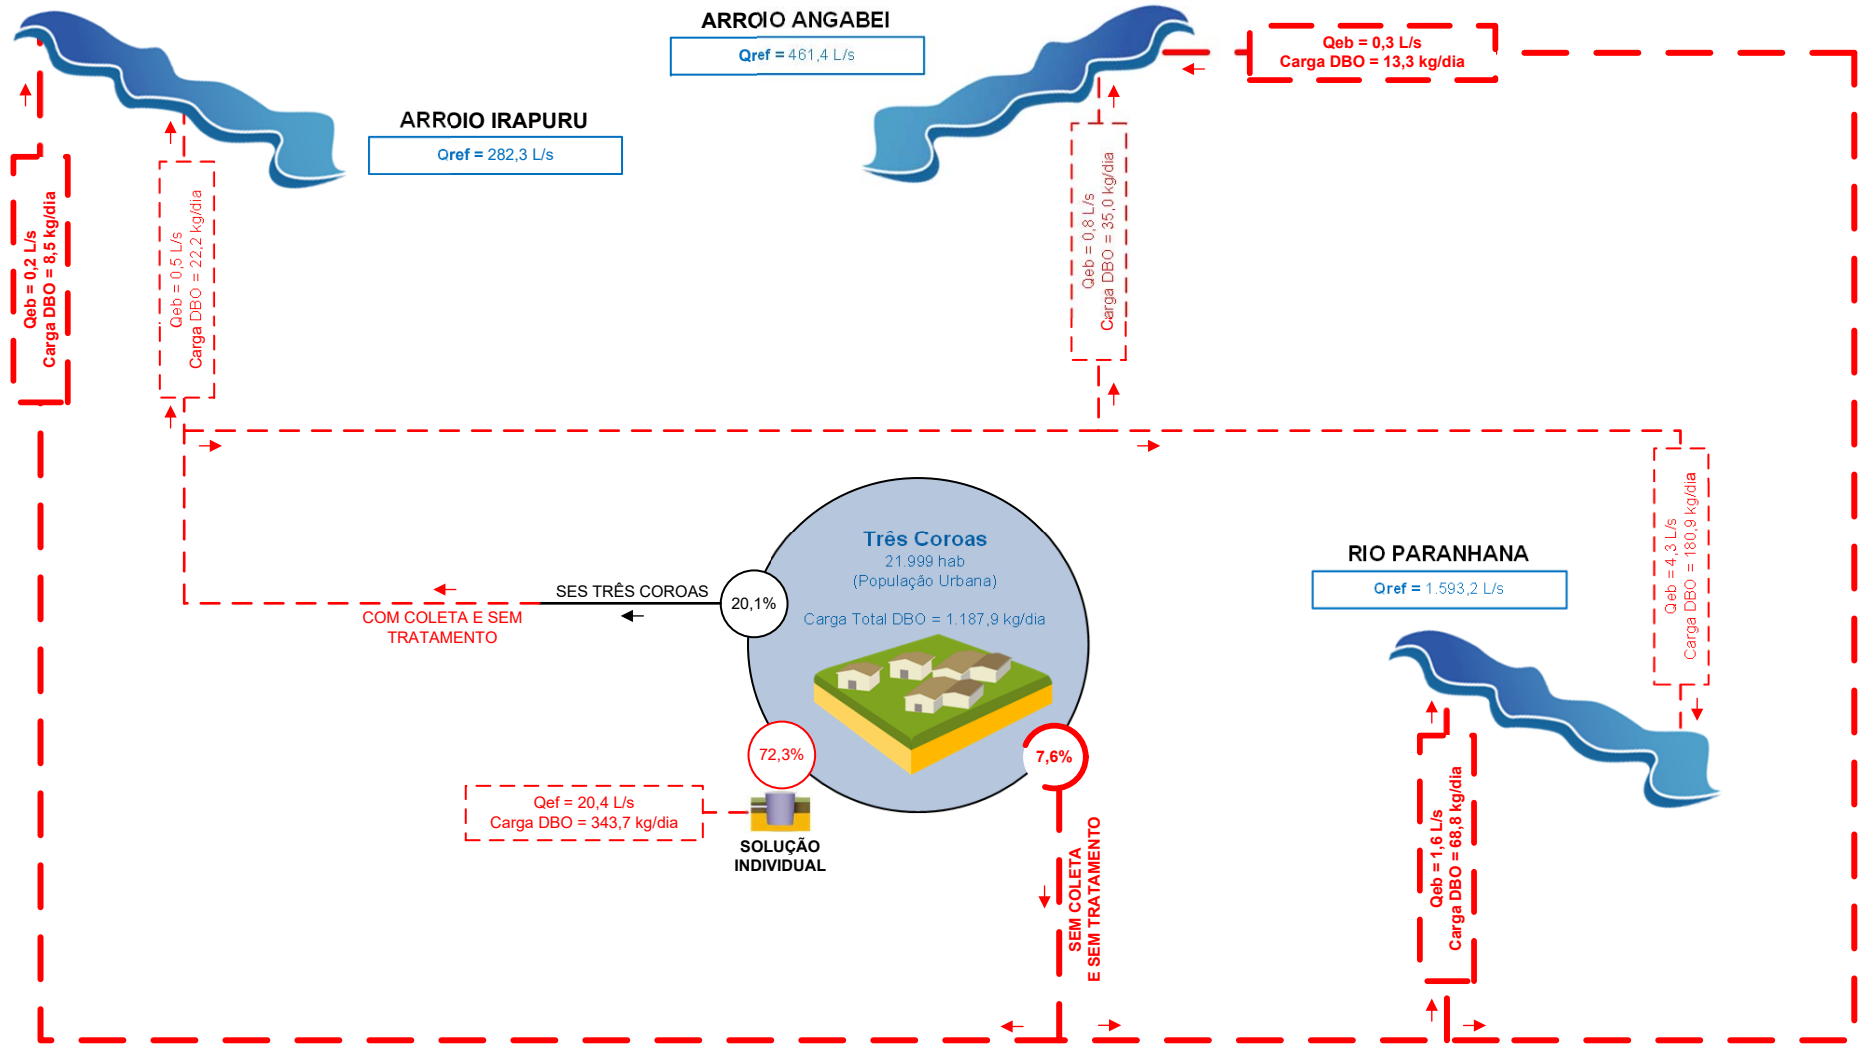 ARROIO ANGABEI
Qref = 461,4 L/s
Qeb = 0,3 L/s
Carga DBO = 13,3 kg/dia
ARROIO IRAPURU
Qref = 282,3 L/s
Qeb = 0,2 L/s
Carga DBO = 8,5 kg/dia
Qeb = 0,5 L/s
Carga DBO = 22,2 kg/dia
Qeb = 0,8 L/s
Carga DBO = 35,0 kg/dia
Três Coroas
21.999 hab
(População Urbana)
Carga Total DBO = 1.187,9 kg/dia
SES TRÊS COROAS
20,1%
COM COLETA E SEM
TRATAMENTO
RIO PARANHANA
Qref = 1.593,2 L/s
Qeb = 4,3 L/s
Carga DBO = 180,9 kg/dia
72,3%
7,6%
Qef = 20,4 L/s
Carga DBO = 343,7 kg/dia
SOLUÇÃO
INDIVIDUAL
SEM COLETA
E SEM TRATAMENTO
Qeb = 1,6 L/s
Carga DBO = 68,8 kg/dia